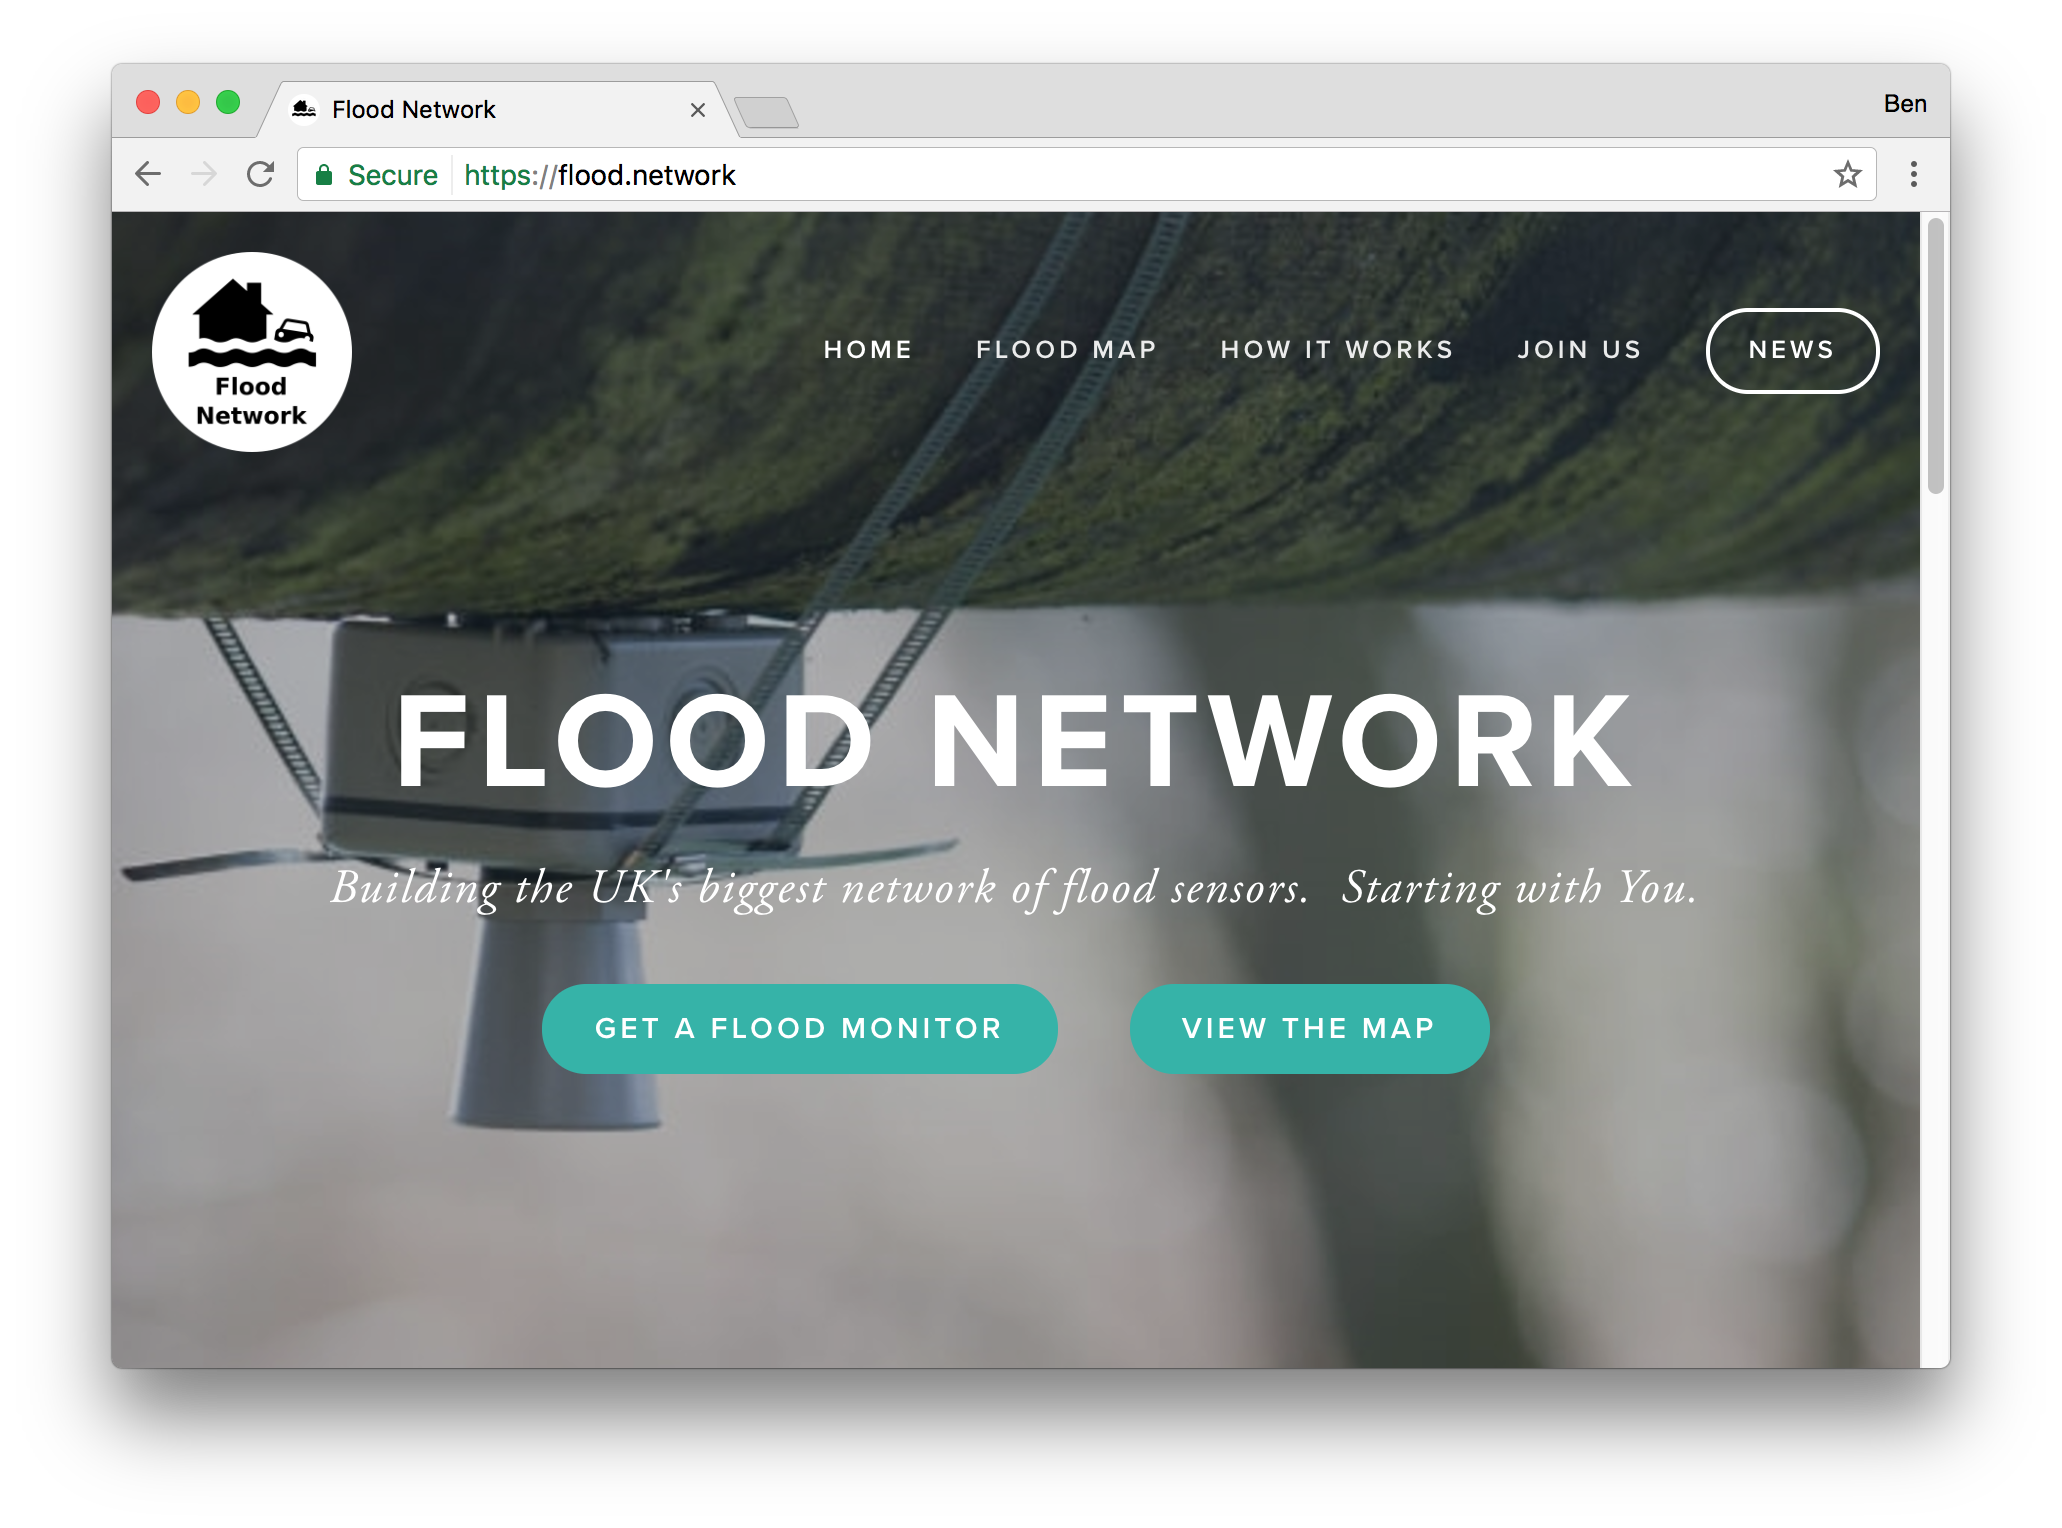 Flood Network
Ben
Secure
https://flood.network
Flood
Network
HOME
FLOOD MAP
HOW IT WORKS
JOIN US
NEWS
FLOOD NETWORK
Building the UK's biggest network of flood sensors.  Starting with You.
GET A FLOOD MONITOR
VIEW THE MAP